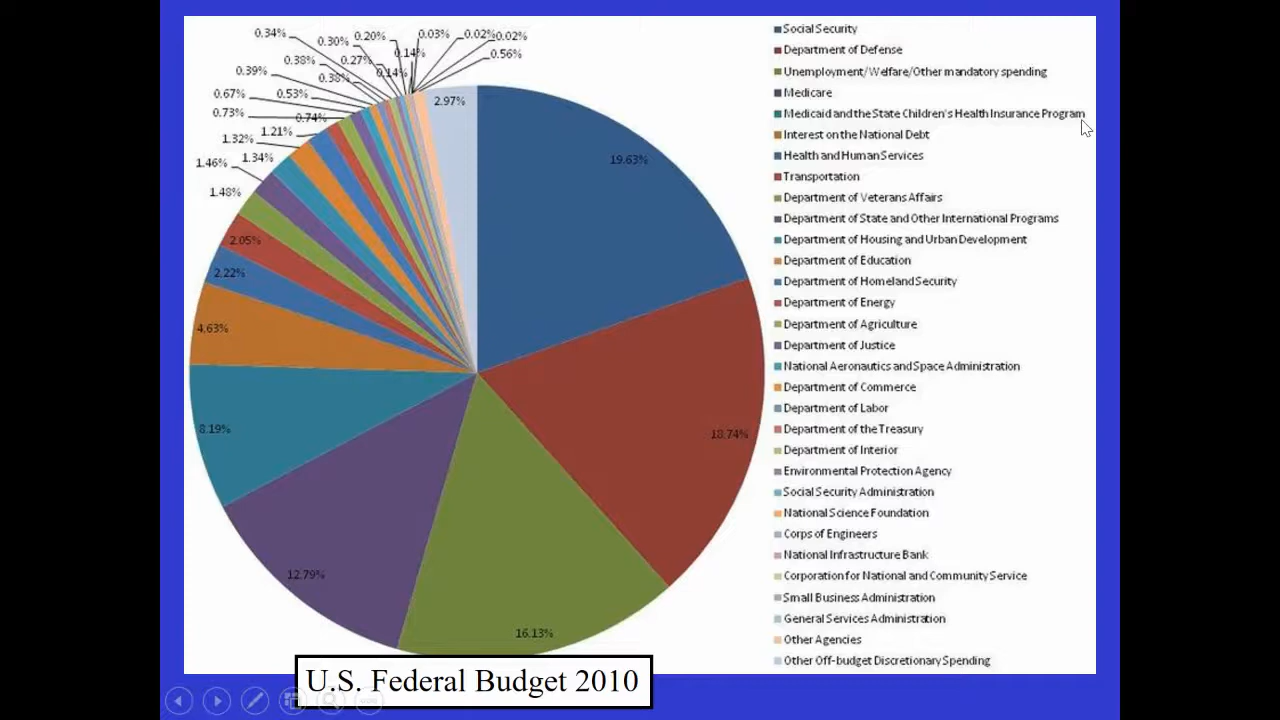 0.34%
0.30%
0.20%
0.03%
0.02%
0.02%
0.14%
0.56%
0.38%
0.27%
0.14%
0.39%
0.38%
2.97%
0.67%
0.53%
0.73%
0.74%
1.21%
1.32%
1.34%
1.46%
1.48%
19.63%
2.05%
2.22%
4.63%
8.19%
18.74%
12.79%
16.13%
Social Security
Department of Defense
Unemployment/Welfare/Other mandatory spending
Medicare
Medicaid and the State Children's Health Insurance Program
Interest on the National Debt
Health and Human Services
Transportation
Department of Veterans Affairs
Department of State and Other International Programs
Department of Housing and Urban Development
Department of Education
Department of Homeland Security
Department of Energy
Department of Agriculture
Department of Justice
National Aeronautics and Space Administration
Department of Commerce
Department of Labor
Department of the Treasury
Department of Interior
Environmental Protection Agency
Social Security Administration
National Science Foundation
Corps of Engineers
National Infrastructure Bank
Corporation for National and Community Service
Small Business Administration
General Services Administration
Other Agencies
Other Off-budget Discretionary Spending
U.S. Federal Budget 2010